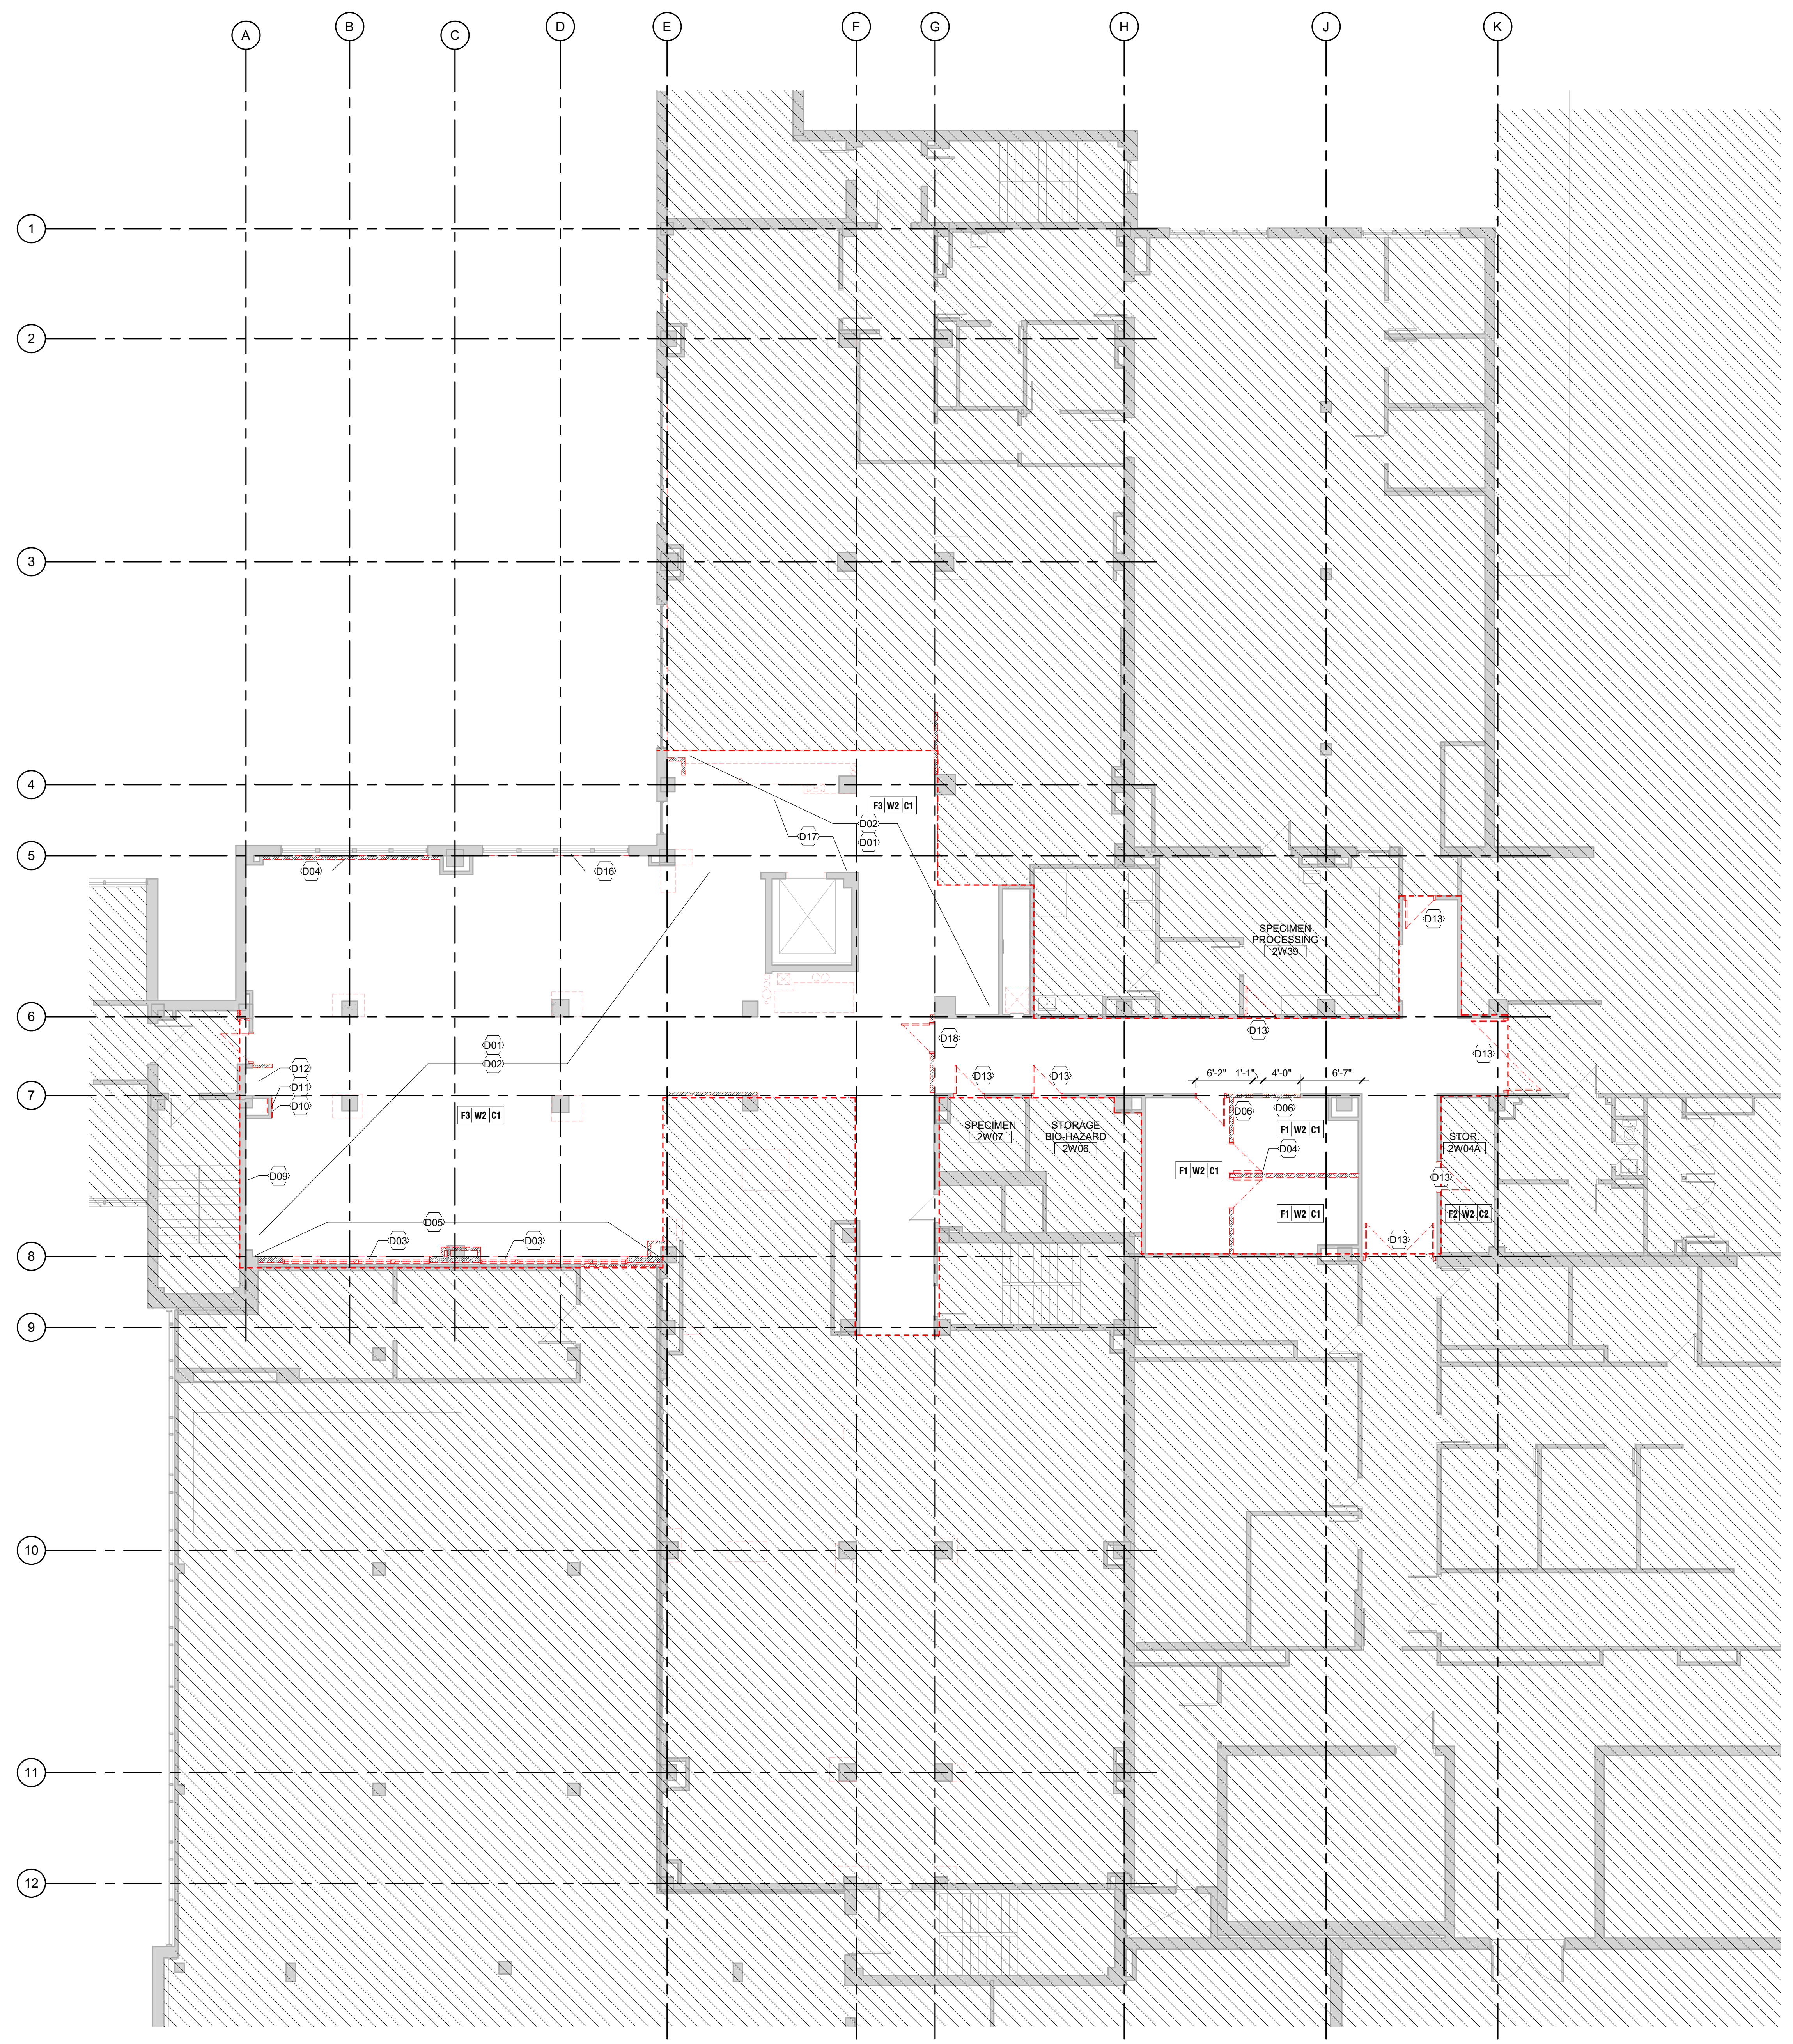 A
B
C
D
E
F
G
H
J
K
1
2
3
4
F3 W2 C1
D02
D17
D01
5
D04
D16
D13
SPECIMEN
PROCESSING
2W39
6
D18
D13
D13
D01
D02
D12
D11
D10
D13
D13
6'-2"
1'-1"
4'-0"
6'-7"
7
F3 W2 C1
D06
D06
SPECIMEN
2W07
STORAGE
BIO-HAZARD
2W06
F1 W2 C1
D04
STOR.
2W04A
F1 W2 C1
D09
D13
F1 W2 C1
F2 W2 C2
D05
D03
D03
D13
8
9
10
11
12